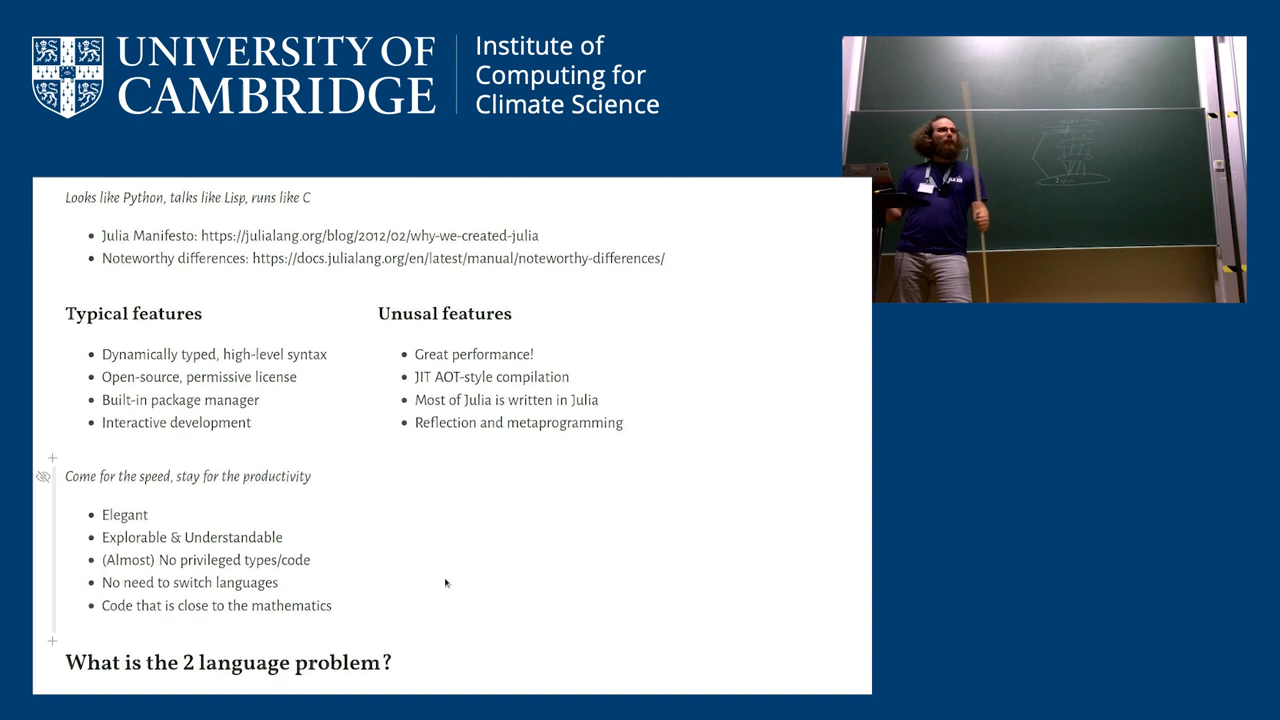 UNIVERSITY OF
CAMBRIDGE
Institute of
Computing for
Climate Science
Looks like Python, talks like Lisp, runs like C
• Julia Manifesto: https://julialang.org/blog/2012/02/why-we-created-julia
• Noteworthy differences: https://docs.julialang.org/en/latest/manual/noteworthy-differences/
Typical features
• Dynamically typed, high-level syntax
• Open-source, permissive license
• Built-in package manager
• Interactive development
Unusal features
• Great performance!
• JIT AOT-style compilation
• Most of Julia is written in Julia
• Reflection and metaprogramming
Come for the speed, stay for the productivity
• Elegant
• Explorable & Understandable
• (Almost) No privileged types/code
• No need to switch languages
• Code that is close to the mathematics
What is the 2 language problem?